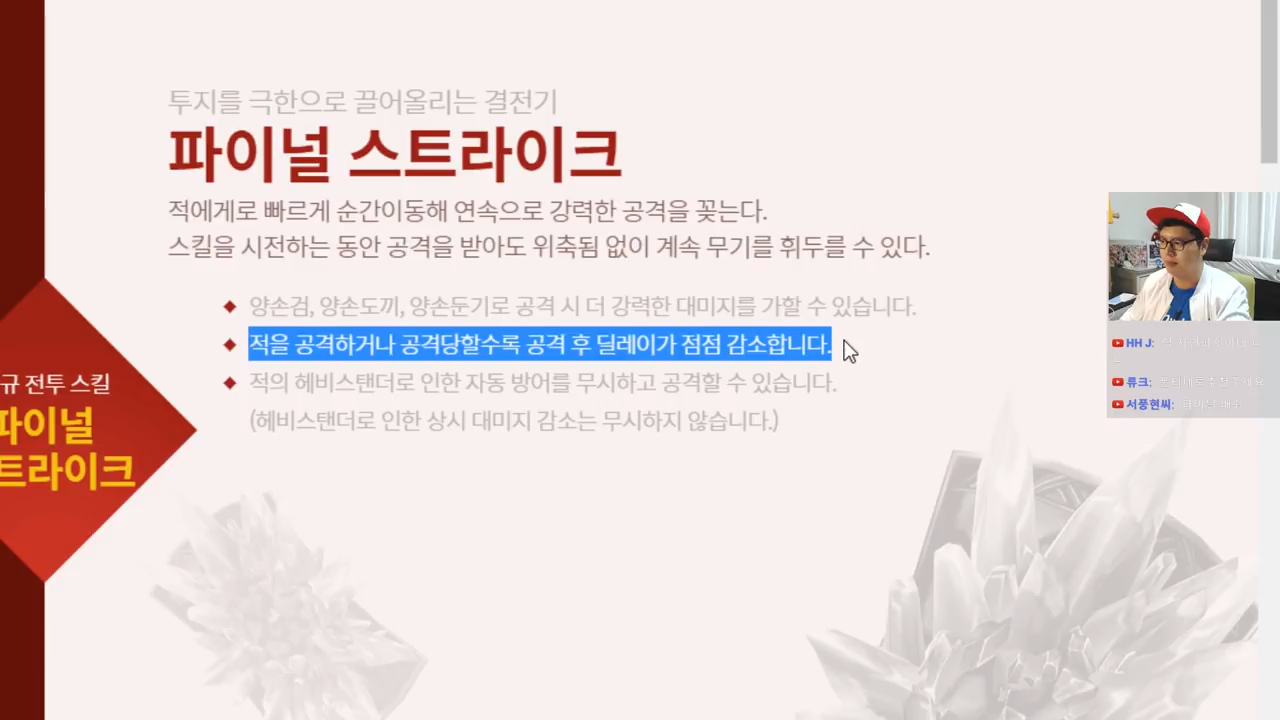 투지를 극한으로 끌어올리는 결전기
파이널 스트라이크
적에게로 빠르게 순간이동해 연속으로 강력한 공격을 꽂는다.
스킬을 시전하는 동안 공격을 받아도 위축됨 없이 계속 무기를 휘두를 수 있다.
양손검, 양손도끼, 양손둔기로 공격 시 더 강력한 대미지를 가할 수 있습니다.
적을 공격하거나 공격당할수록 공격 후 딜레이가 점점 감소합니다.
적의 헤비스탠더로 인한 자동 방어를 무시하고 공격할 수 있습니다.
(헤비스탠더로 인한 상시 대미지 감소는 무시하지 않습니다.)
규 전투 스킬
파이널
트라이크
HH J:
류크:
서풍현씨: